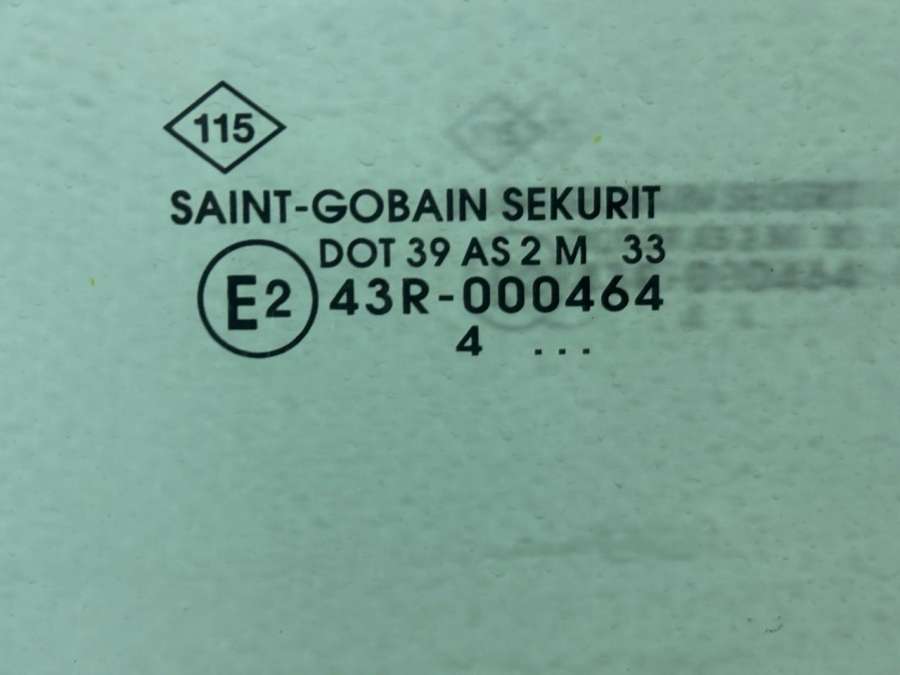 115
SAINT-GOBAIN SEKURIT
DOT 39 AS 2 M 33
E2 43R-000464
4 ...